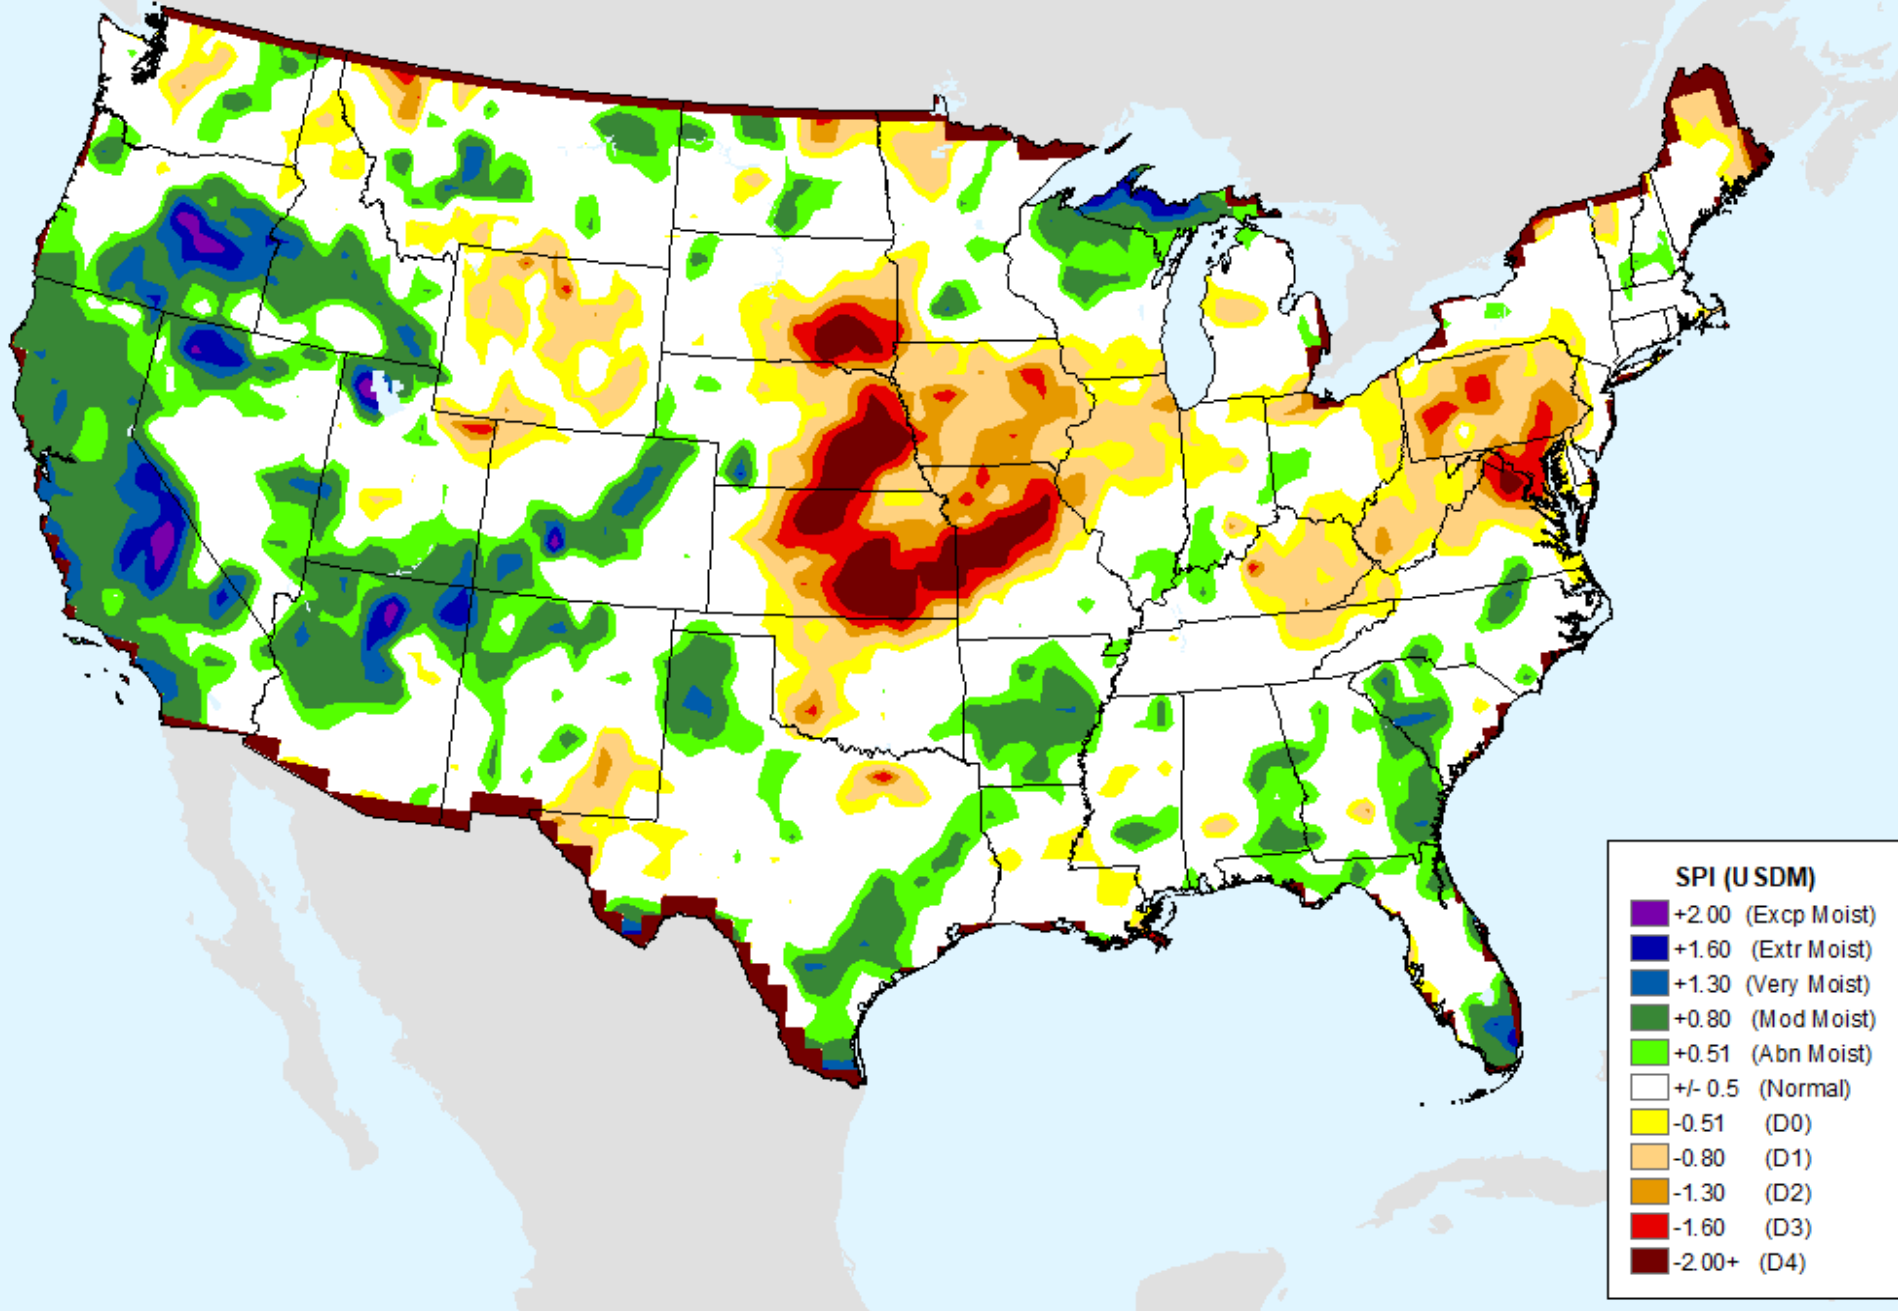 SPI (USDM)
+2.00 (Excp Moist)
+1.60 (Extr Moist)
+1.30 (Very Moist)
+0.80 (Mod Moist)
+0.51 (Abn Moist)
+/- 0.5 (Normal)
-0.51 (D0)
-0.80 (D1)
-1.30 (D2)
-1.60 (D3)
-2.00+ (D4)